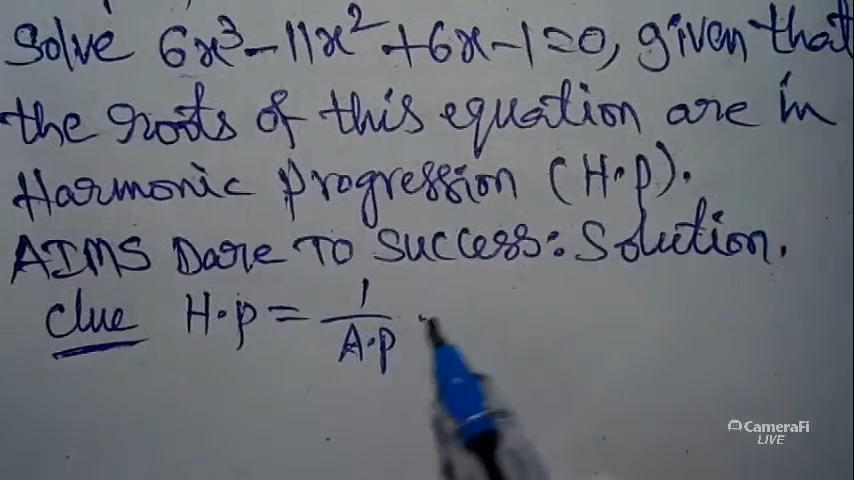 Solve 6x³-11x²+6x-1=0, given that
the roots of this equation are in
Harmonic Progression (H.P).
AIMS Dare To Success: Solution.
Clue H.P = 1/A.P
CameraFi
LIVE